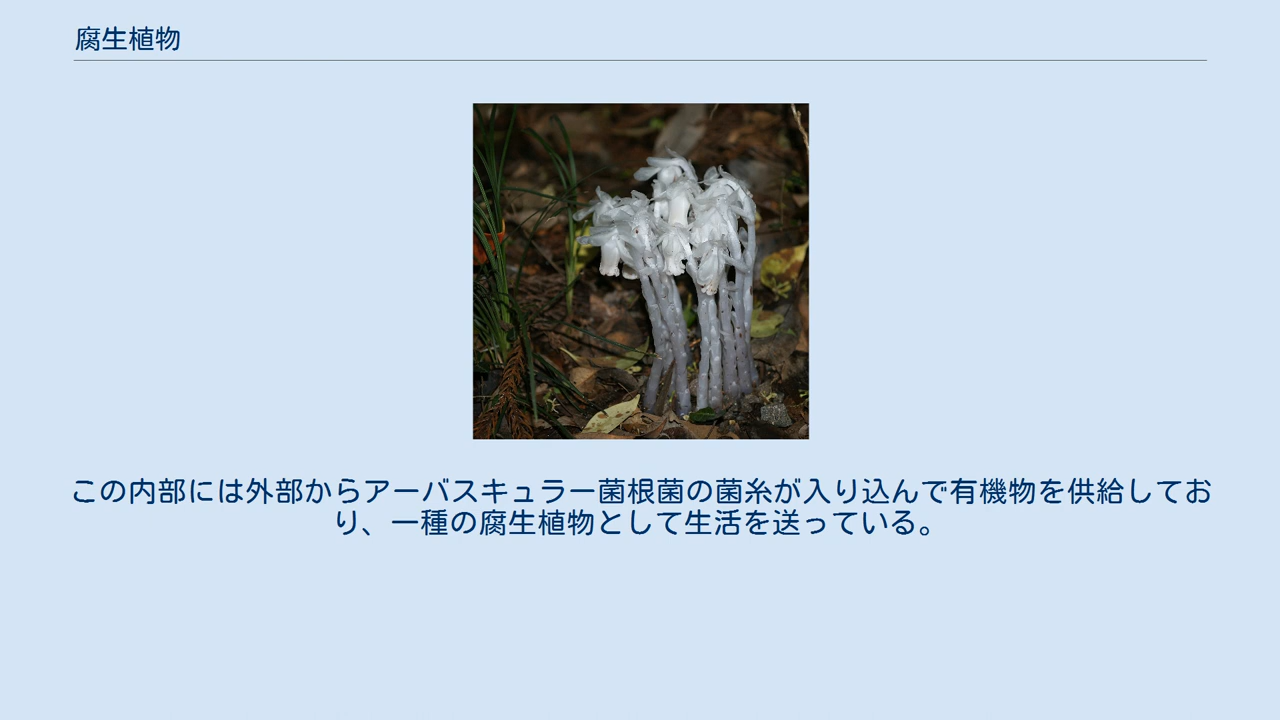 腐生植物
この内部には外部からアーバスキュラー菌根菌の菌糸が入り込んで有機物を供給してお
り、一種の腐生植物として生活を送っている。